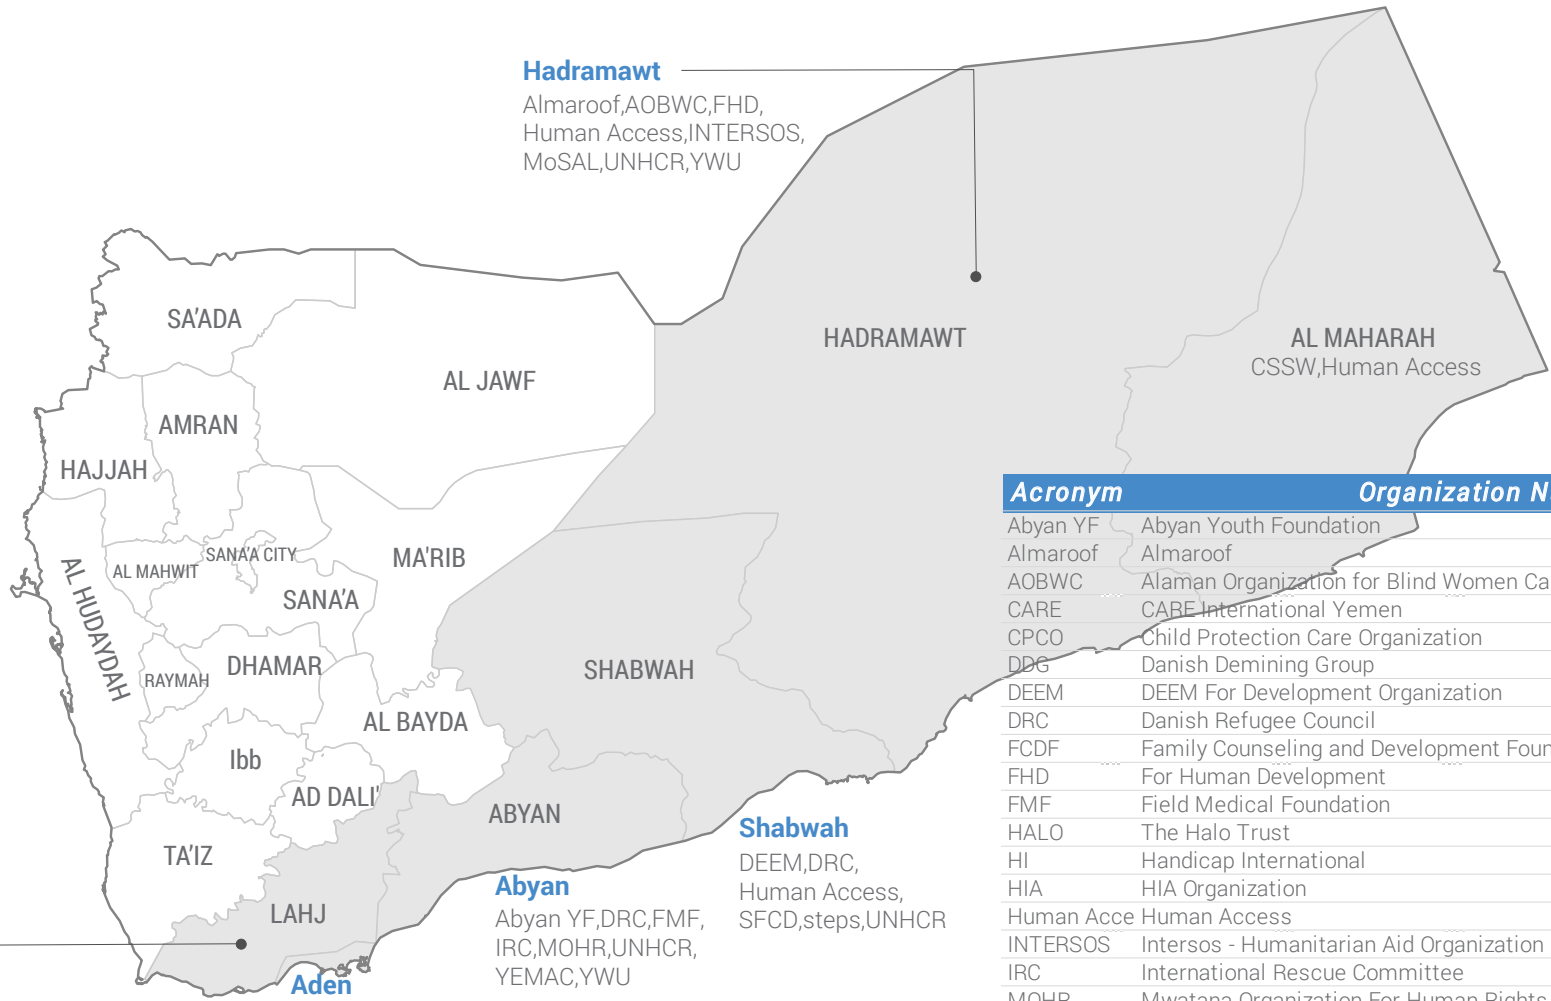 Hadramawt
Almaroof,AOBWC,FHD,
Human Access,INTERSOS,
MoSAL,UNHCR,YWU
SA'ADA
AL JAWF
HADRAMAWT
AL MAHARAH
CSSW,Human Access
AMRAN
HAJJAH
AL HUDAYDAH
AL MAHWIT
SANA'A CITY
MA'RIB
SANA'A
RAYMAH
DHAMAR
SHABWAH
AL BAYDA
Ibb
AD DALI'
ABYAN
TA'IZ
LAHJ
Shabwah
DEEM,DRC,
Human Access,
SFCD,steps,UNHCR
Abyan
Abyan YF,DRC,FMF,
IRC,MOHR,UNHCR,
YEMAC,YWU
Aden
Acronym Organization N
Abyan YF Abyan Youth Foundation
Almaroof Almaroof
AOBWC Alaman Organization for Blind Women Ca
CARE CARE International Yemen
CPCO Child Protection Care Organization
DDG Danish Demining Group
DEEM DEEM For Development Organization
DRC Danish Refugee Council
FCDF Family Counseling and Development Foun
FHD For Human Development
FMF Field Medical Foundation
HALO The Halo Trust
HI Handicap International
HIA HIA Organization
Human Acce Human Access
INTERSOS Intersos - Humanitarian Aid Organization
IRC International Rescue Committee
MOHR Mwatana Organization For Human Rights